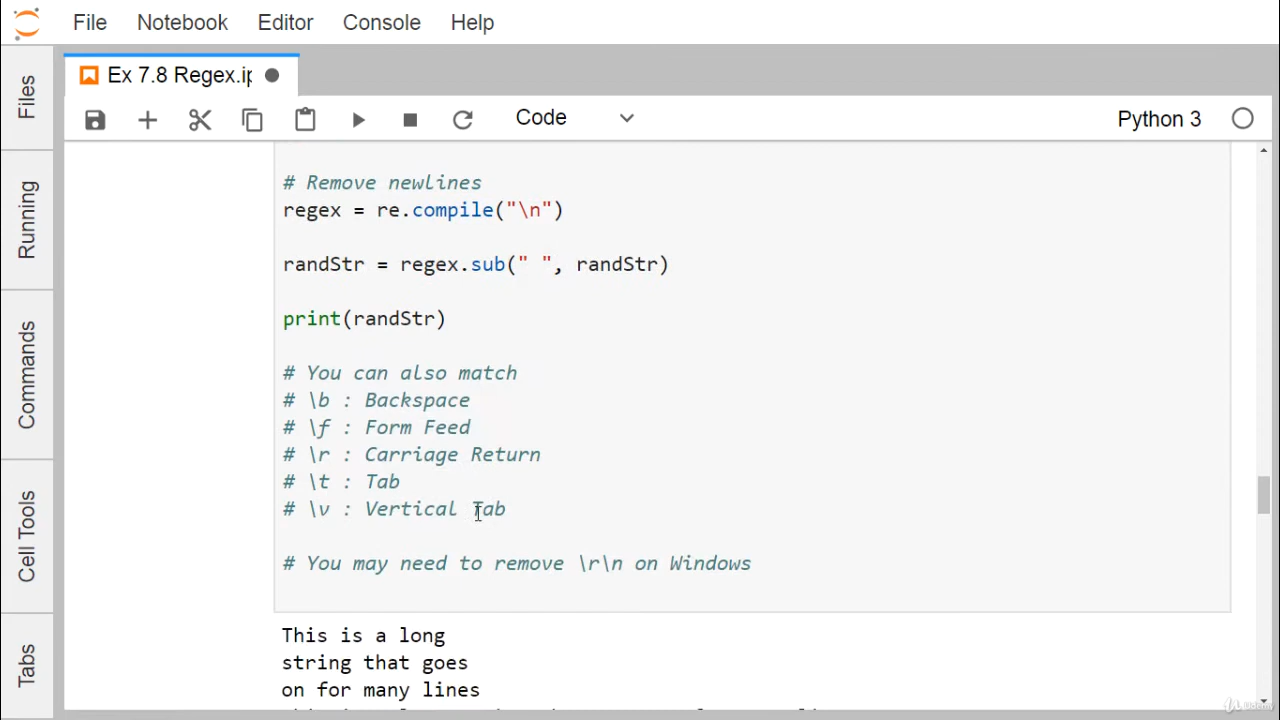 File Notebook Editor Console Help
Files
Running
Commands
Cell Tools
Tabs
Ex 7.8 Regex.ip
Code
Python 3
# Remove newlines
regex = re.compile("\n")
randStr = regex.sub(" ", randStr)
print(randStr)
# You can also match
# \b : Backspace
# \f : Form Feed
# \r : Carriage Return
# \t : Tab
# \v : Vertical Tab
# You may need to remove \r\n on Windows
This is a long
string that goes
on for many lines
Udemy